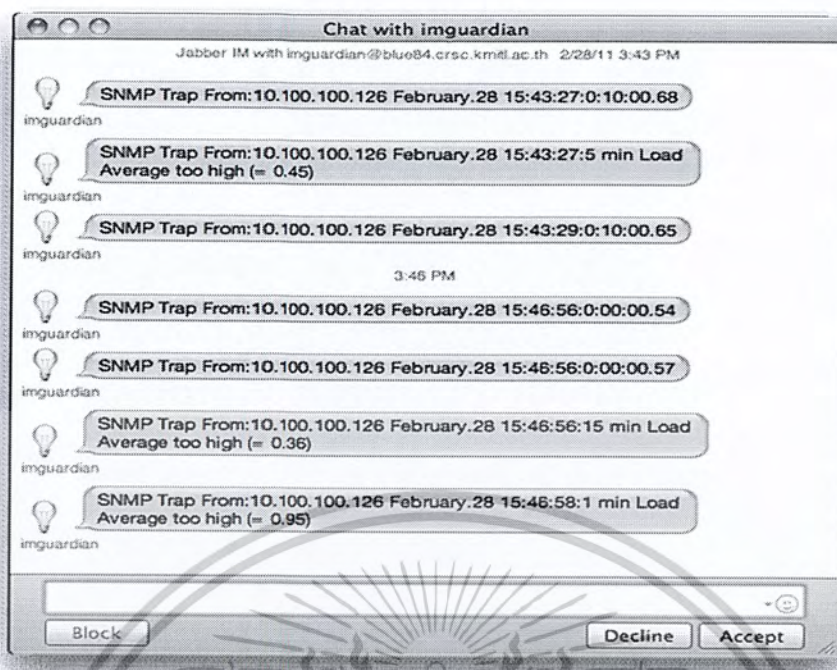 Chat with imguardian
Jabber IM with imguardian@blue84.crsc.kmitl.ac.th 2/28/11 3:43 PM
SNMP Trap From:10.100.100.126 February.28 15:43:27:0:10:00.68
imguardian
SNMP Trap From:10.100.100.126 February.28 15:43:27:5 min Load
Average too high (= 0.45)
imguardian
SNMP Trap From:10.100.100.126 February.28 15:43:29:0:10:00.65
imguardian
3:46 PM
SNMP Trap From:10.100.100.126 February.28 15:46:56:0:00:00.54
imguardian
SNMP Trap From:10.100.100.126 February.28 15:46:56:0:00:00.57
imguardian
SNMP Trap From:10.100.100.126 February.28 15:46:56:15 min Load
Average too high (= 0.36)
imguardian
SNMP Trap From:10.100.100.126 February.28 15:46:58:1 min Load
Average too high (= 0.95)
imguardian
Block
Decline
Accept